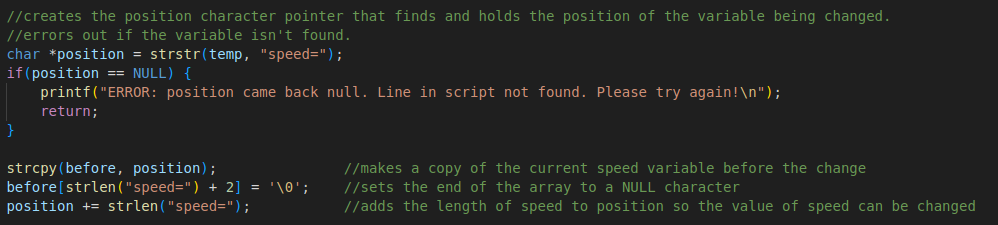 //creates the position character pointer that finds and holds the position of the variable being changed.
//errors out if the variable isn't found.
char *position = strstr(temp, "speed=");
if(position == NULL) {
    printf("ERROR: position came back null. Line in script not found. Please try again!\n");
    return;
}
strcpy(before, position);               //makes a copy of the current speed variable before the change
before[strlen("speed=") + 2] = '\0';    //sets the end of the array to a NULL character
position += strlen("speed=");           //adds the length of speed to position so the value of speed can be changed